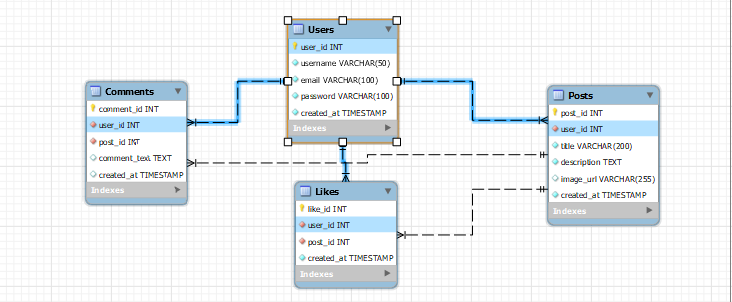 Users
user_id INT
username VARCHAR(50)
email VARCHAR(100)
password VARCHAR(100)
created_at TIMESTAMP
Indexes
Comments
comment_id INT
user_id INT
post_id INT
comment_text TEXT
created_at TIMESTAMP
Indexes
Posts
post_id INT
user_id INT
title VARCHAR(200)
description TEXT
image_url VARCHAR(255)
created_at TIMESTAMP
Indexes
Likes
like_id INT
user_id INT
post_id INT
created_at TIMESTAMP
Indexes